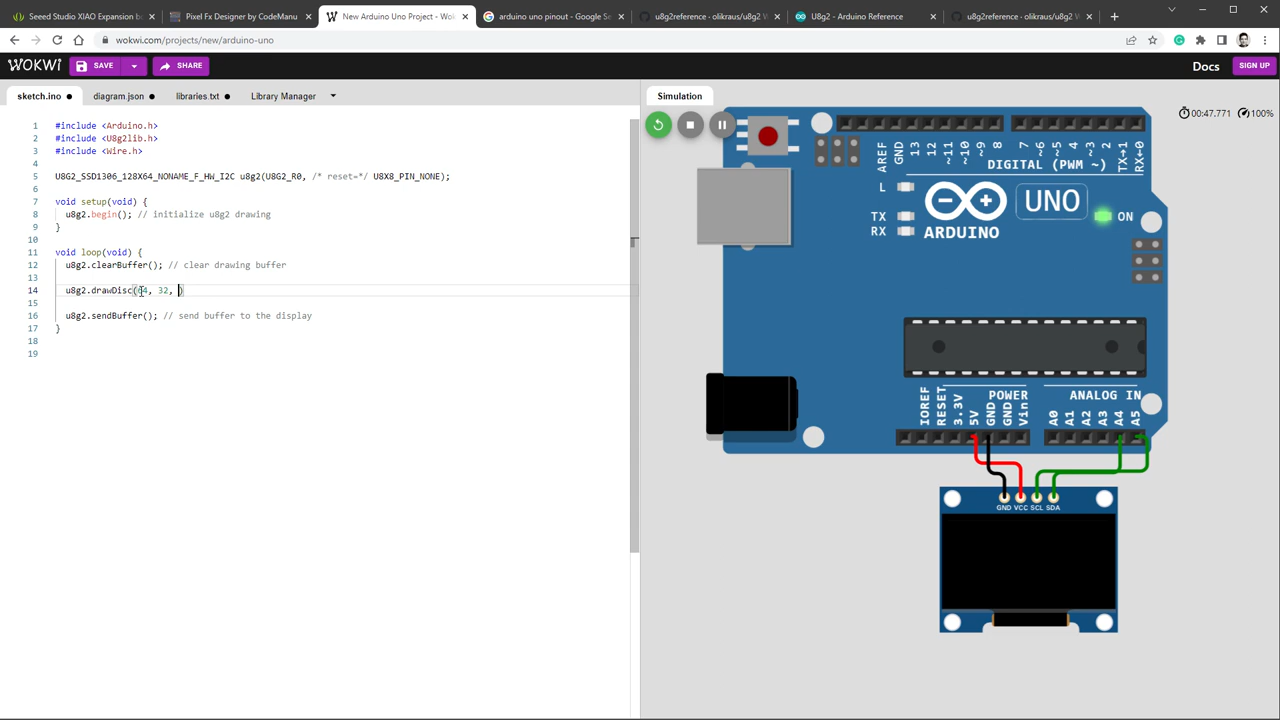 Seeed Studio XIAO Expansion bo
Pixel Fx Designer by CodeManu
New Arduino Uno Project - Wok
arduino uno pinout - Google Se
u8g2reference · olikraus/u8g2 W
U8g2 - Arduino Reference
u8g2reference · olikraus/u8g2 W
wokwi.com/projects/new/arduino-uno
WOKWI
SAVE
SHARE
Docs
SIGN UP
sketch.ino
diagram.json
libraries.txt
Library Manager
Simulation
00:47.771
100%
1 #include <Arduino.h>
2 #include <U8g2lib.h>
3 #include <Wire.h>
4
5 U8G2_SSD1306_128X64_NONAME_F_HW_I2C u8g2(U8G2_R0, /* reset=*/ U8X8_PIN_NONE);
6
7 void setup(void) {
8 u8g2.begin(); // initialize u8g2 drawing
9 }
10
11 void loop(void) {
12 u8g2.clearBuffer(); // clear drawing buffer
13
14 u8g2.drawDisc(64, 32, )
15
16 u8g2.sendBuffer(); // send buffer to the display
17 }
18
19
AREF
GND
13
12
~11
~10
~9
8
7
~6
~5
4
~3
2
TX→1
RX←0
DIGITAL (PWM ~)
L
TX
RX
ARDUINO
UNO
ON
POWER
ANALOG IN
IOREF
RESET
3.3V
5V
GND
GND
Vin
A0
A1
A2
A3
A4
A5
GND VCC SCL SDA